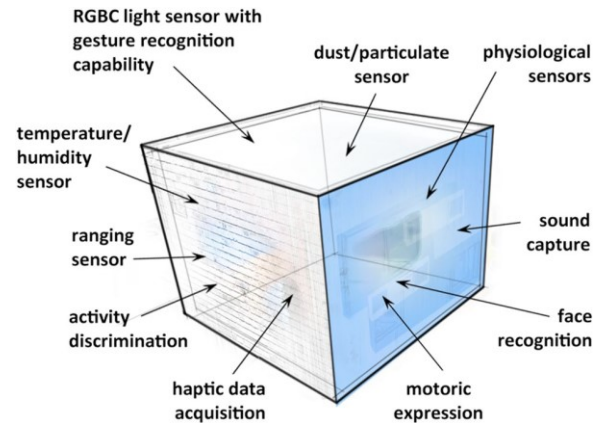 RGBC light sensor with
gesture recognition
capability
dust/particulate
sensor
physiological
sensors
temperature/
humidity
sensor
ranging
sensor
sound
capture
activity
discrimination
face
recognition
haptic data
acquisition
motoric
expression